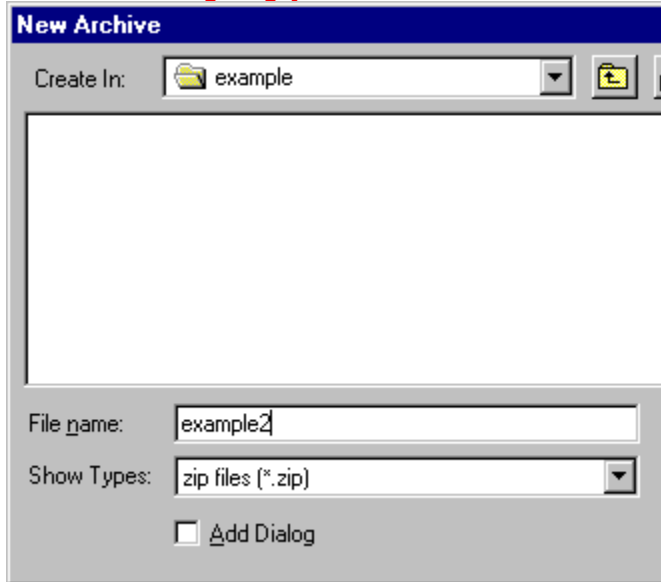 New Archive
Create In: example
File name: example2
Show Types: zip files (*.zip)
Add Dialog